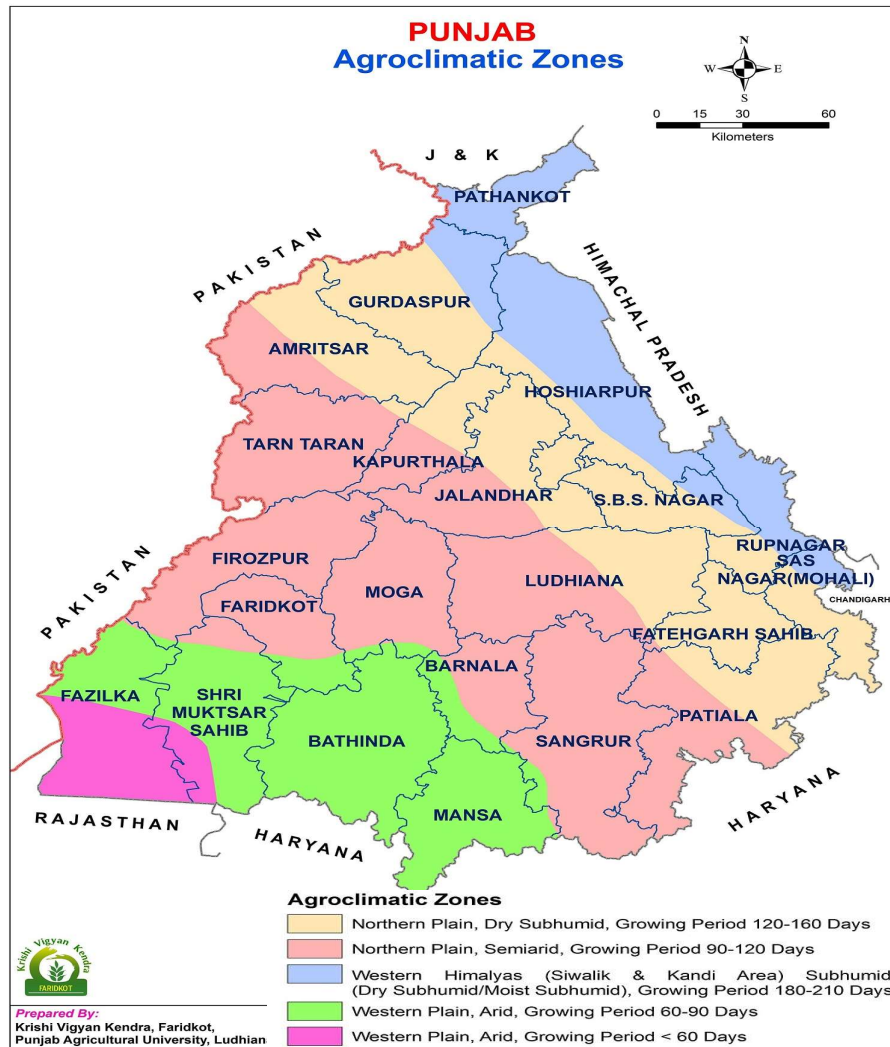 PUNJAB
Agroclimatic Zones
N
W E
S
0 15 30 60
Kilometers
J & K
PATHANKOT
PAKISTAN
HIMACHAL PRADESH
GURDASPUR
AMRITSAR
HOSHIARPUR
TARN TARAN
KAPURTHALA
JALANDHAR
S.B.S. NAGAR
RUPNAGAR
SAS
NAGAR(MOHALI)
CHANDIGARH
PAKISTAN
FIROZPUR
MOGA
LUDHIANA
FARIDKOT
FATEHGARH SAHIB
BARNALA
FAZILKA
SHRI
MUKTSAR
SAHIB
PATIALA
BATHINDA
SANGRUR
MANSA
HARYANA
RAJASTHAN
HARYANA
Agroclimatic Zones
Northern Plain, Dry Subhumid, Growing Period 120-160 Days
Northern Plain, Semiarid, Growing Period 90-120 Days
Western Himalyas (Siwalik & Kandi Area) Subhumid
(Dry Subhumid/Moist Subhumid), Growing Period 180-210 Days
Western Plain, Arid, Growing Period 60-90 Days
Western Plain, Arid, Growing Period < 60 Days
Krishi Vigyan Kendra
FARIDKOT
Prepared By:
Krishi Vigyan Kendra, Faridkot,
Punjab Agricultural University, Ludhian